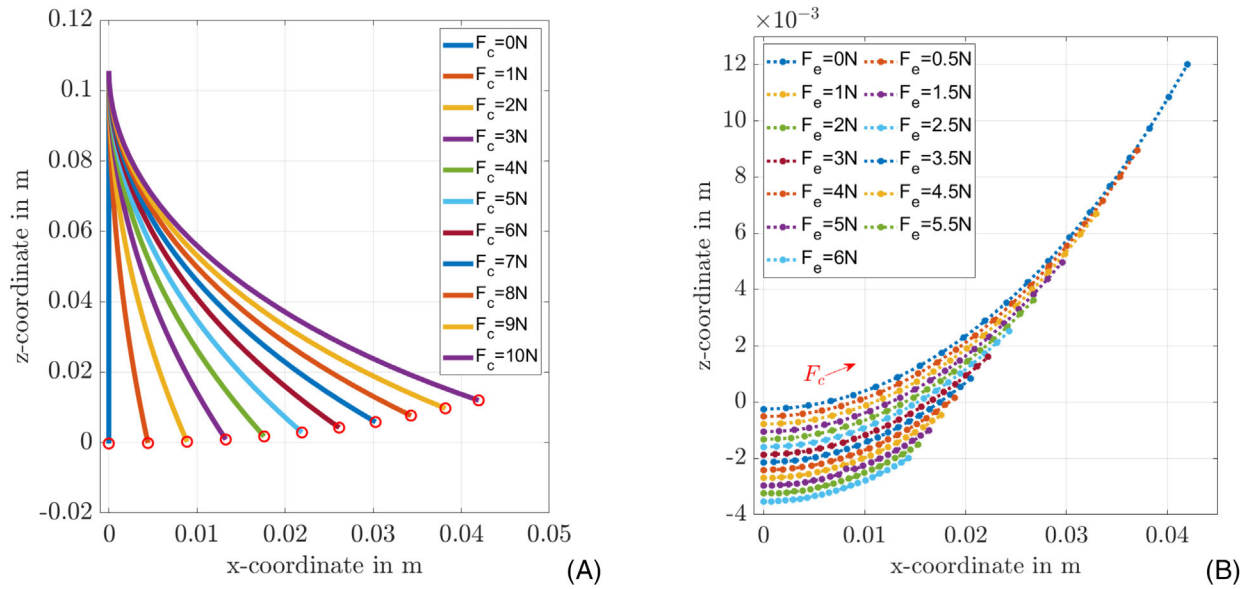 0.12
0.1
0.08
0.06
0.04
0.02
0
-0.02
z-coordinate in m
0
0.01
0.02
0.03
0.04
0.05
x-coordinate in m
F_c=0N
F_c=1N
F_c=2N
F_c=3N
F_c=4N
F_c=5N
F_c=6N
F_c=7N
F_c=8N
F_c=9N
F_c=10N
(A)
×10^-3
12
10
8
6
4
2
0
-2
-4
z-coordinate in m
0
0.01
0.02
0.03
0.04
x-coordinate in m
F_e=0N F_e=0.5N
F_e=1N F_e=1.5N
F_e=2N F_e=2.5N
F_e=3N F_e=3.5N
F_e=4N F_e=4.5N
F_e=5N F_e=5.5N
F_e=6N
F_c
(B)